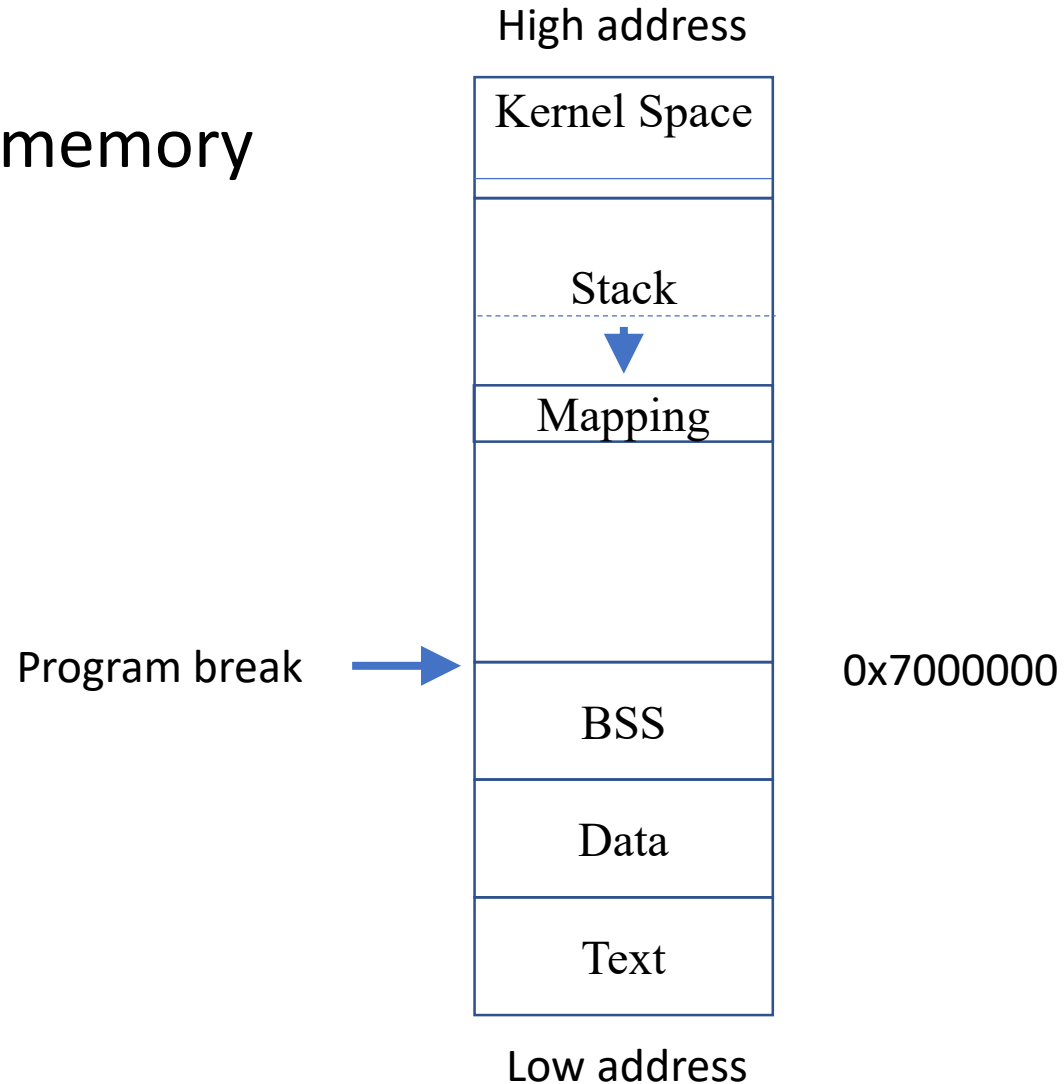 High address
Kernel Space
memory
Stack
Mapping
Program break
0x7000000
BSS
Data
Text
Low address